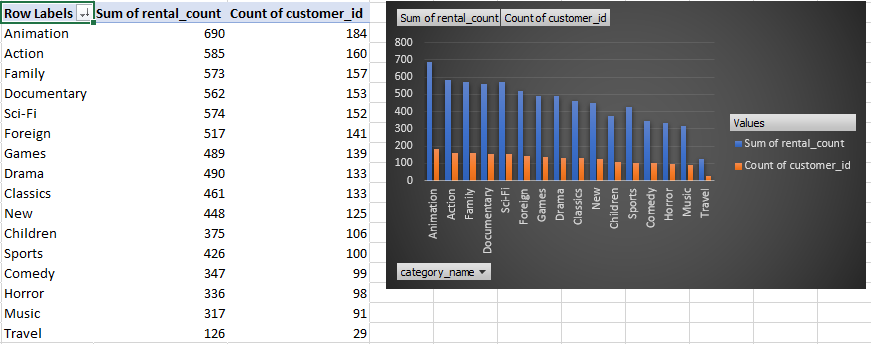 Row Labels Sum of rental_count Count of customer_id
Animation 690 184
Action 585 160
Family 573 157
Documentary 562 153
Sci-Fi 574 152
Foreign 517 141
Games 489 139
Drama 490 133
Classics 461 133
New 448 125
Children 375 106
Sports 426 100
Comedy 347 99
Horror 336 98
Music 317 91
Travel 126 29
Sum of rental_count Count of customer_id
800
700
600
500
400
300
200
100
0
Animation
Action
Family
Documentary
Sci-Fi
Foreign
Games
Drama
Classics
New
Children
Sports
Comedy
Horror
Music
Travel
Values
Sum of rental_count
Count of customer_id
category_name